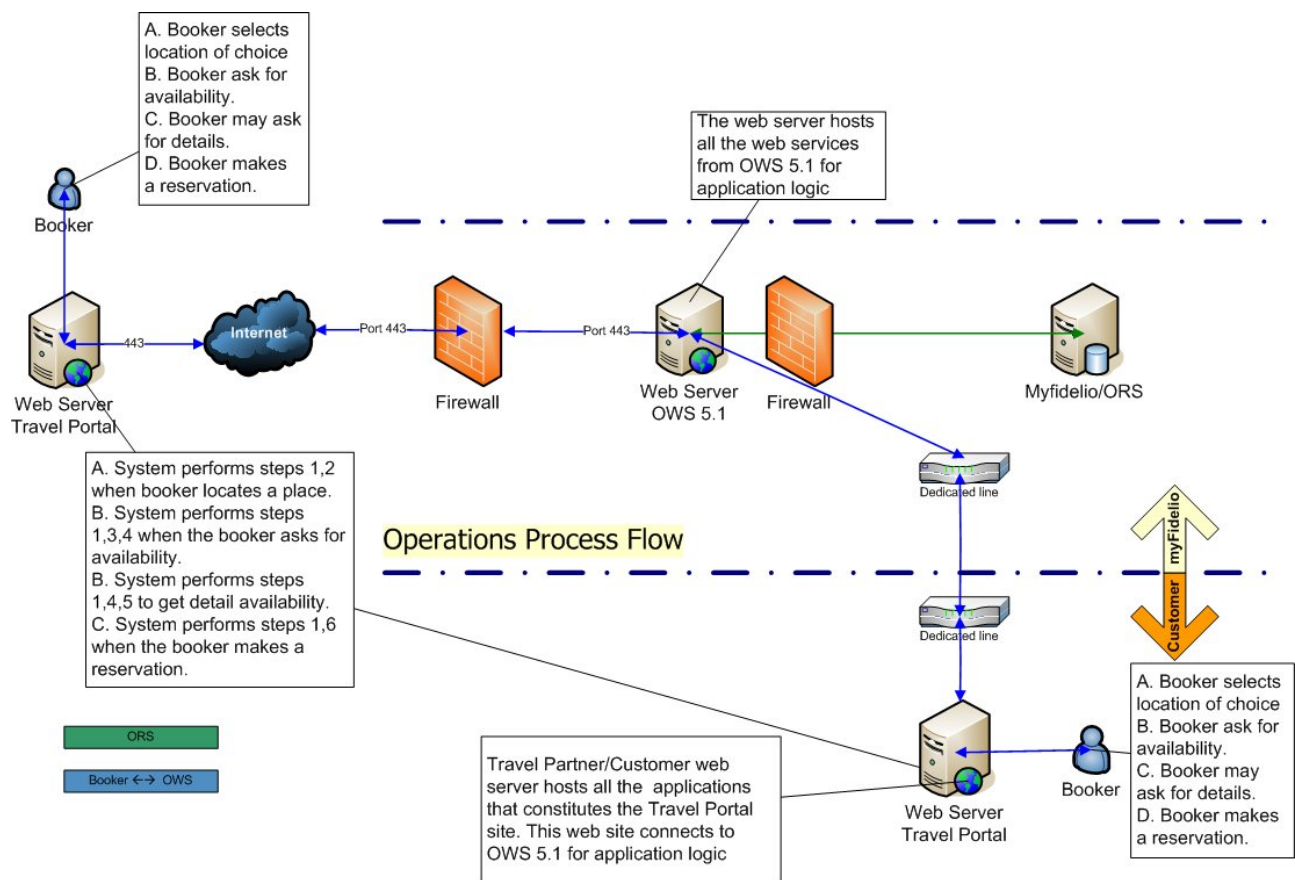 A. Booker selects
location of choice
B. Booker ask for
availability.
C. Booker may ask
for details.
D. Booker makes
a reservation.
Booker
The web server hosts
all the web services
from OWS 5.1 for
application logic
443
Internet
Port 443
Port 443
Web Server
Travel Portal
Firewall
Web Server
OWS 5.1
Firewall
Myfidelio/ORS
A. System performs steps 1,2
when booker locates a place.
B. System performs steps
1,3,4 when the booker asks for
availability.
B. System performs steps
1,4,5 to get detail availability.
C. System performs steps 1,6
when the booker makes a
reservation.
Dedicated line
Operations Process Flow
myFidelio
Customer
Dedicated line
ORS
Booker ←→ OWS
Travel Partner/Customer web
server hosts all the applications
that constitutes the Travel Portal
site. This web site connects to
OWS 5.1 for application logic
Web Server
Travel Portal
Booker
A. Booker selects
location of choice
B. Booker ask for
availability.
C. Booker may
ask for details.
D. Booker makes
a reservation.